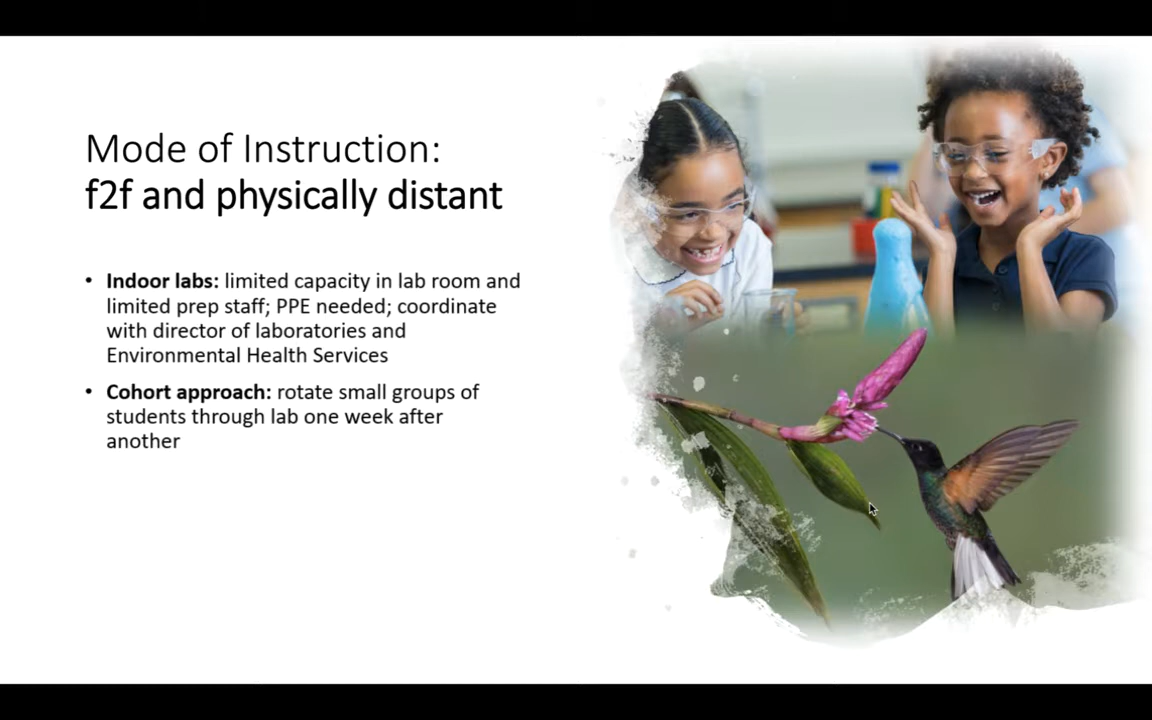 Mode of Instruction:
f2f and physically distant
• Indoor labs: limited capacity in lab room and
limited prep staff; PPE needed; coordinate
with director of laboratories and
Environmental Health Services
• Cohort approach: rotate small groups of
students through lab one week after
another